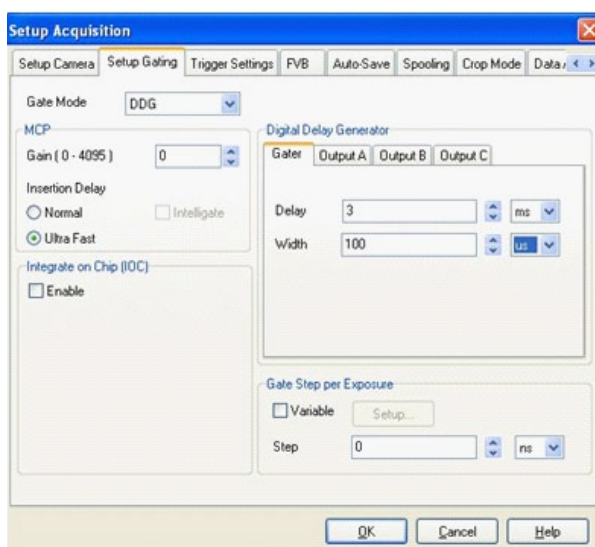 Setup Acquisition
Setup Camera Setup Gating Trigger Settings FVB Auto-Save Spooling Crop Mode Data
Gate Mode DDG
MCP
Gain ( 0 - 4095 ) 0
Insertion Delay
Normal Intelligate
Ultra Fast
Integrate on Chip (IOC)
Enable
Digital Delay Generator
Gater Output A Output B Output C
Delay 3 ms
Width 100 us
Gate Step per Exposure
Variable Setup...
Step 0 ns
OK Cancel Help